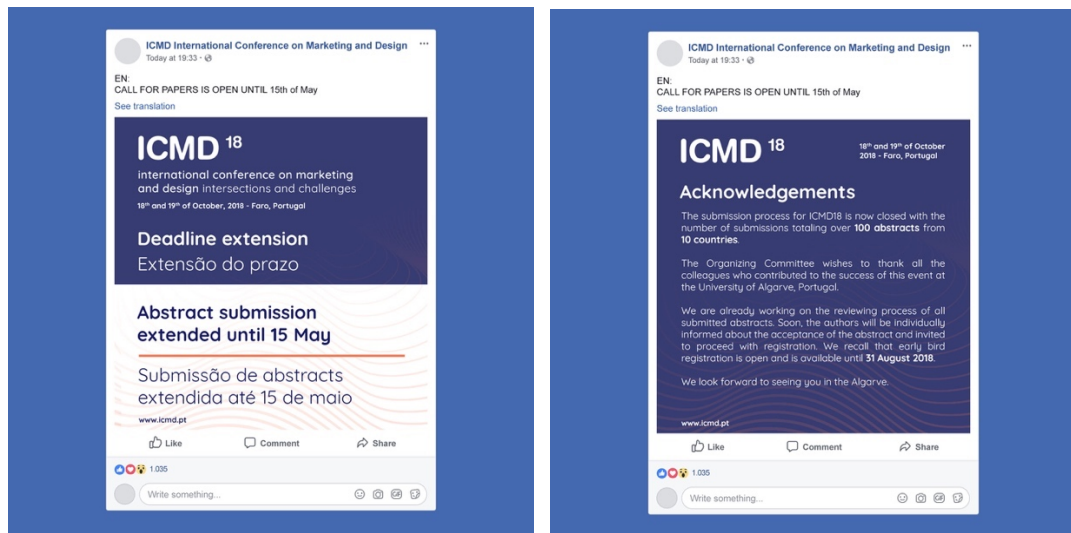 ICMD International Conference on Marketing and Design
Today at 19:33 ·
EN:
CALL FOR PAPERS IS OPEN UNTIL 15th of May
See translation
ICMD 18
international conference on marketing
and design intersections and challenges
18th and 19th of October, 2018 - Faro, Portugal
Deadline extension
Extensão do prazo
Abstract submission
extended until 15 May
Submissão de abstracts
extendida até 15 de maio
www.icmd.pt
Like Comment Share
1.035
Write something...
GIF
ICMD International Conference on Marketing and Design
Today at 19:33 ·
EN:
CALL FOR PAPERS IS OPEN UNTIL 15th of May
See translation
ICMD 18
18th and 19th of October
2018 - Faro, Portugal
Acknowledgements
The submission process for ICMD18 is now closed with the
number of submissions totaling over 100 abstracts from
10 countries.
The Organizing Committee wishes to thank all the
colleagues who contributed to the success of this event at
the University of Algarve, Portugal.
We are already working on the reviewing process of all
submitted abstracts. Soon, the authors will be individually
informed about the acceptance of the abstract and invited
to proceed with registration. We recall that early bird
registration is open and is available until 31 August 2018.
We look forward to seeing you in the Algarve.
www.icmd.pt
Like Comment Share
1.035
Write something...
GIF